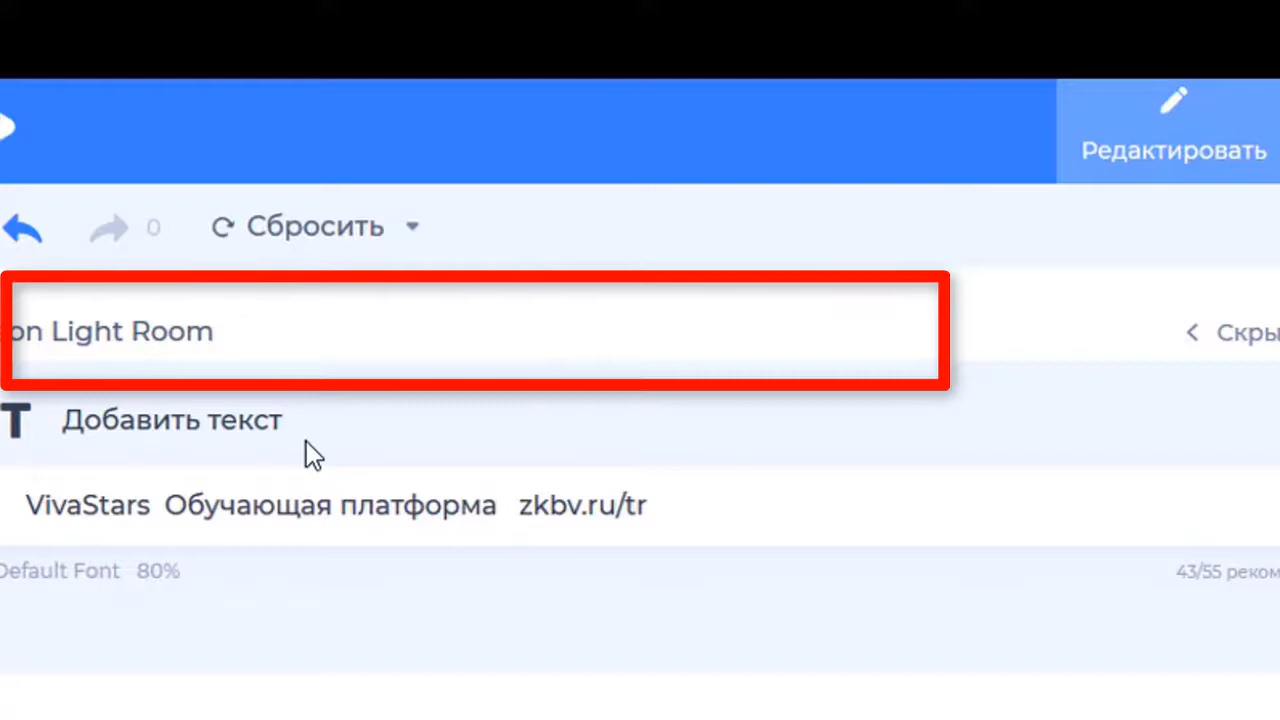 Редактировать
0 Сбросить
on Light Room
Скры
T Добавить текст
VivaStars Обучающая платформа zkbv.ru/tr
Default Font 80%
43/55 реком